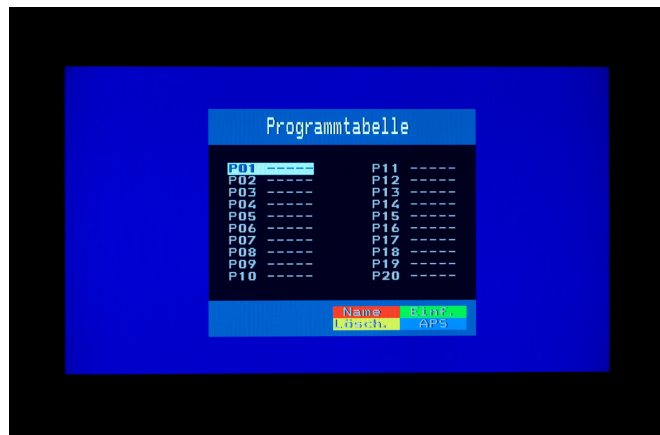 Programmtabelle
P01 -----
P02 -----
P03 -----
P04 -----
P05 -----
P06 -----
P07 -----
P08 -----
P09 -----
P10 -----
P11 -----
P12 -----
P13 -----
P14 -----
P15 -----
P16 -----
P17 -----
P18 -----
P19 -----
P20 -----
Name Einf.
Lösch. APS